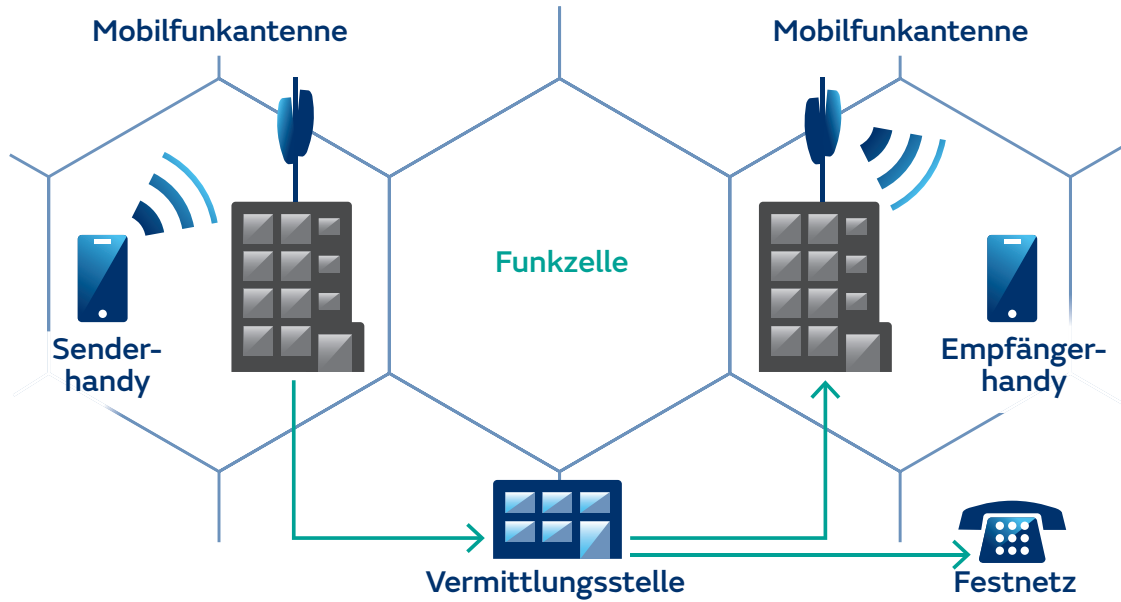 Mobilfunkantenne
Mobilfunkantenne
Funkzelle
Sender-
handy
Empfänger-
handy
Vermittlungsstelle
Festnetz